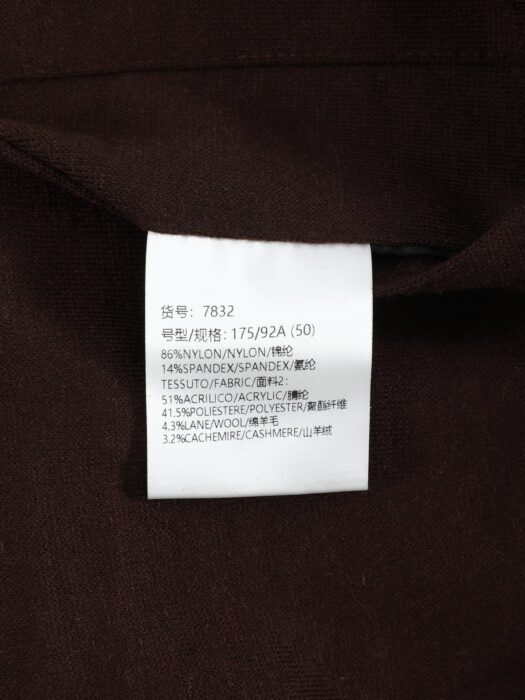 货号: 7832
号型/规格: 175/92A (50)
86%NYLON/NYLON/锦纶
14%SPANDEX/SPANDEX/氨纶
TESSUTO/FABRIC/面料2:
51%ACRILICO/ACRYLIC/腈纶
41.5%POLIESTERE/POLYESTER/聚酯纤维
4.3%LANE/WOOL/绵羊毛
3.2%CACHEMIRE/CASHMERE/山羊绒